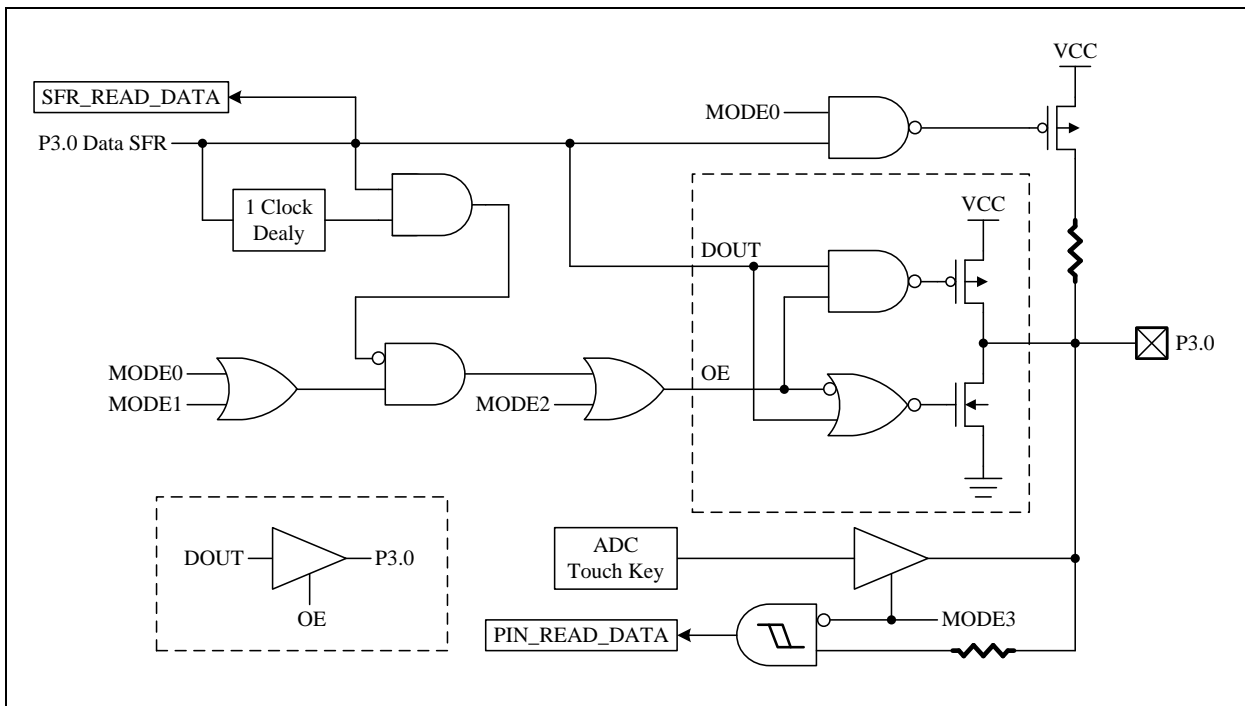 VCC
SFR_READ_DATA
MODE0
P3.0 Data SFR
1 Clock
Dealy
VCC
DOUT
P3.0
MODE0
MODE1
MODE2
OE
DOUT
P3.0
OE
ADC
Touch Key
MODE3
PIN_READ_DATA